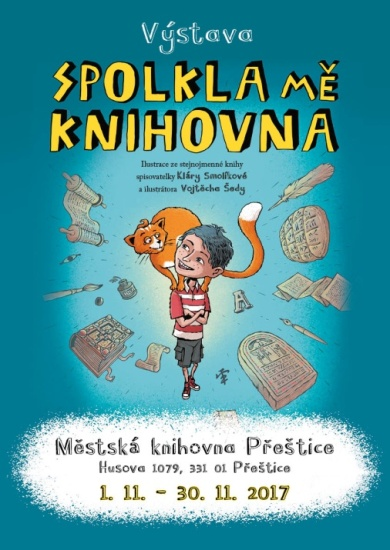 Výstava
SPOLKLA MĚ
KNIHOVNA
Ilustrace ze stejnojmenné knihy
spisovatelky Kláry Smolíkové
a ilustrátora Vojtěcha Šedy
A
Městská knihovna Přeštice
Husova 1079, 331 01 Přeštice
1. 11. - 30. 11. 2017